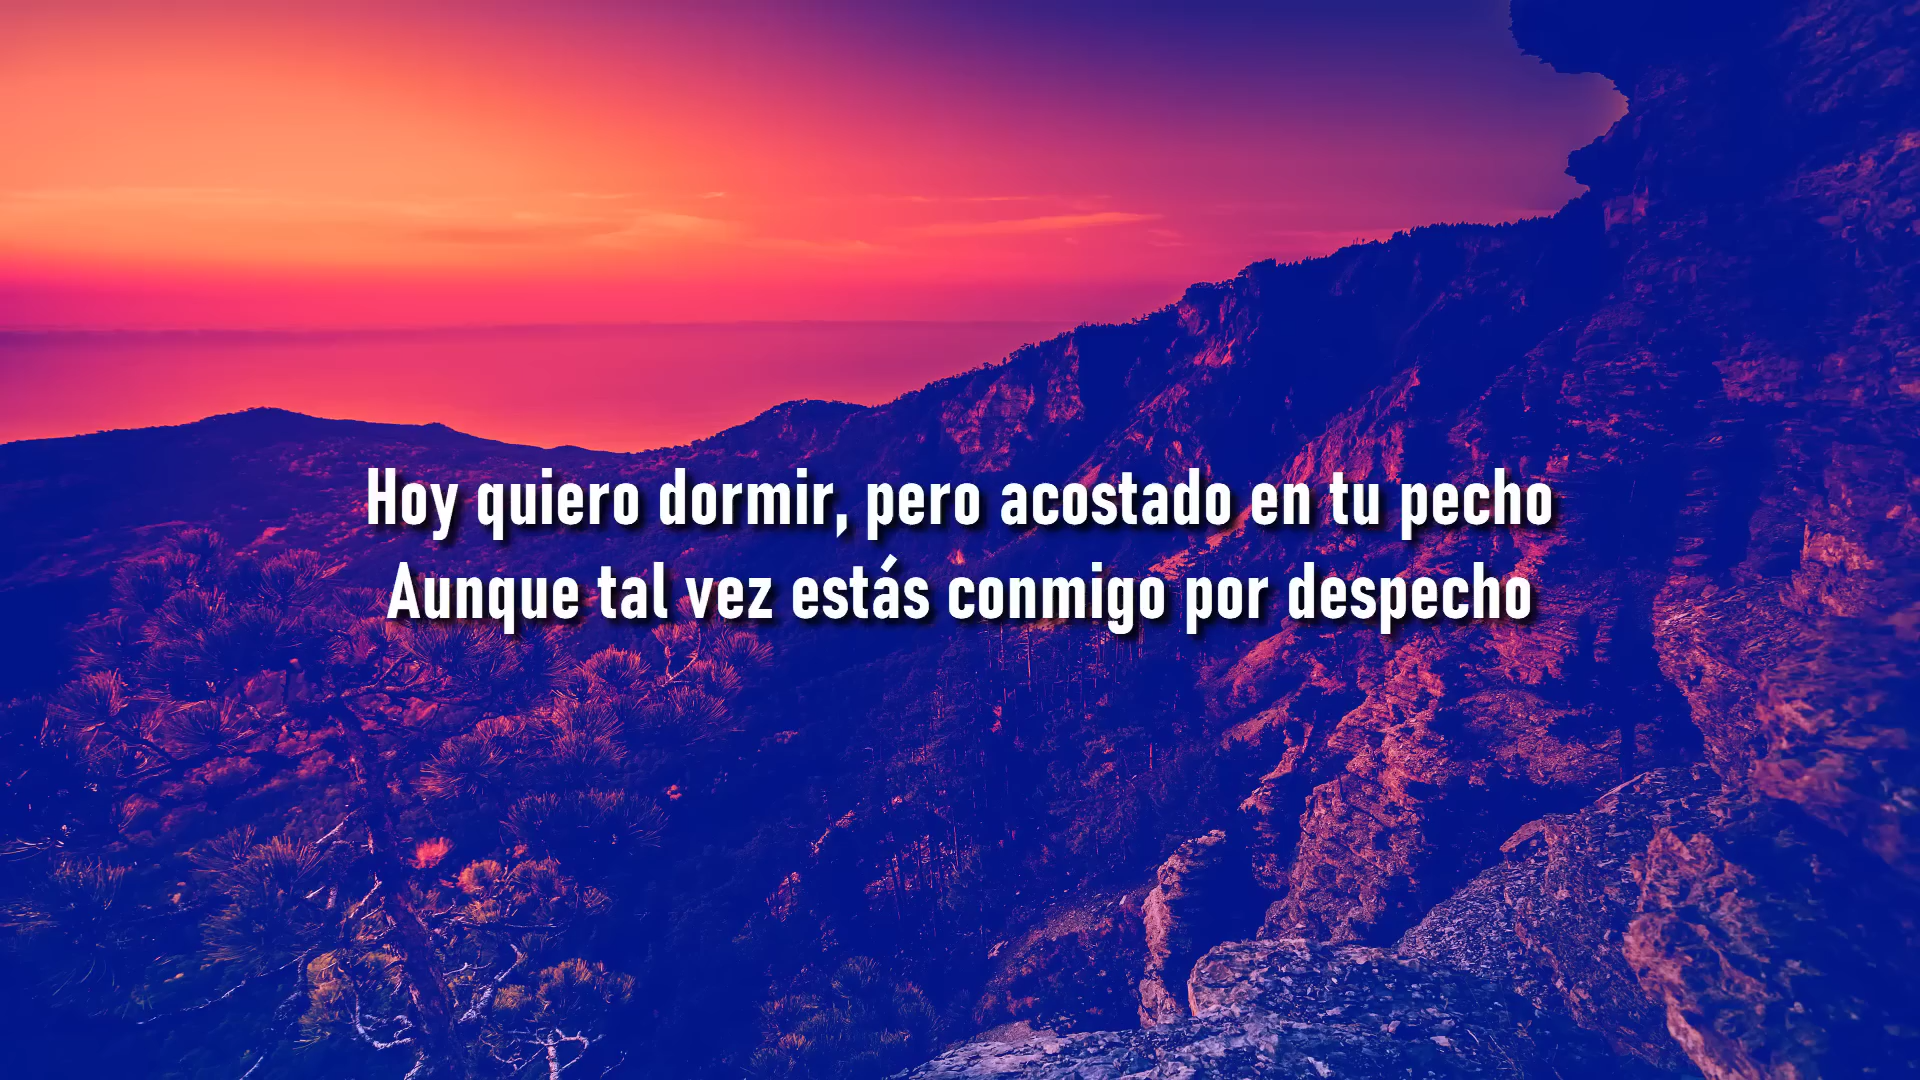 Hoy quiero dormir, pero acostado en tu pecho
Aunque tal vez estás conmigo por despecho